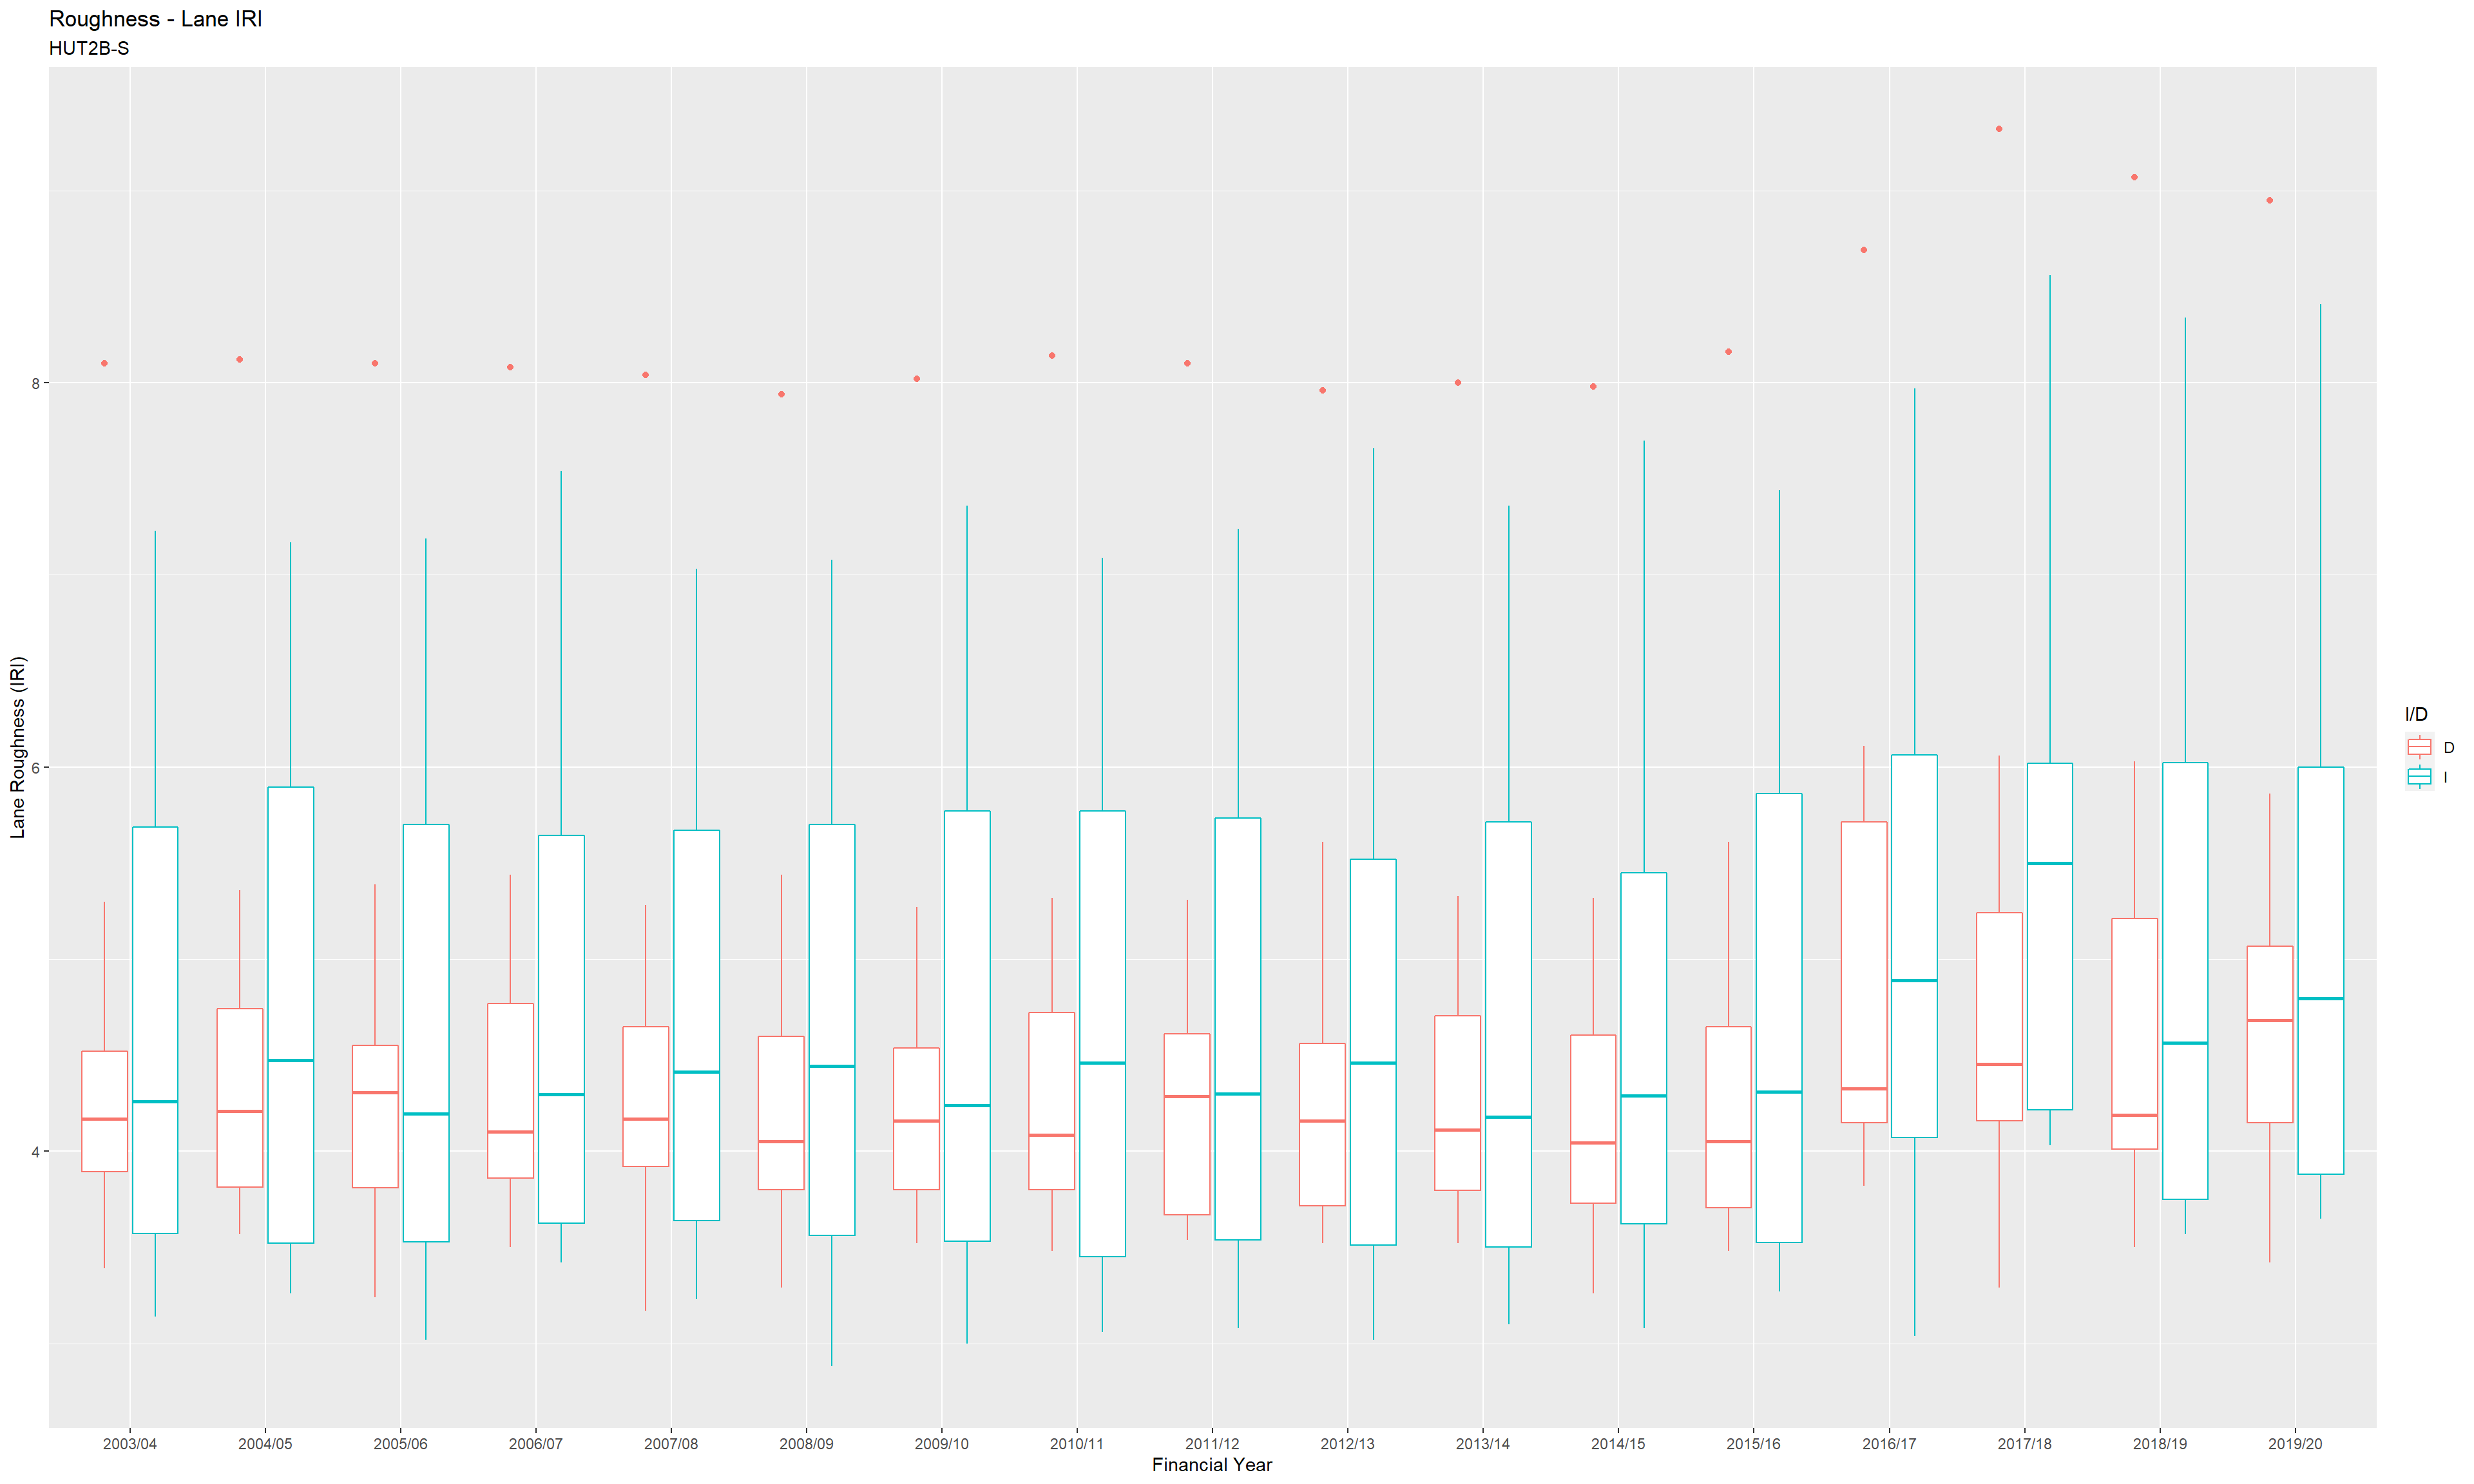 Roughness - Lane IRI
HUT2B-S
Lane Roughness (IRI)
8
6
4
2003/04 2004/05 2005/06 2006/07 2007/08 2008/09 2009/10 2010/11 2011/12 2012/13 2013/14 2014/15 2015/16 2016/17 2017/18 2018/19 2019/20
Financial Year
I/D
D
I